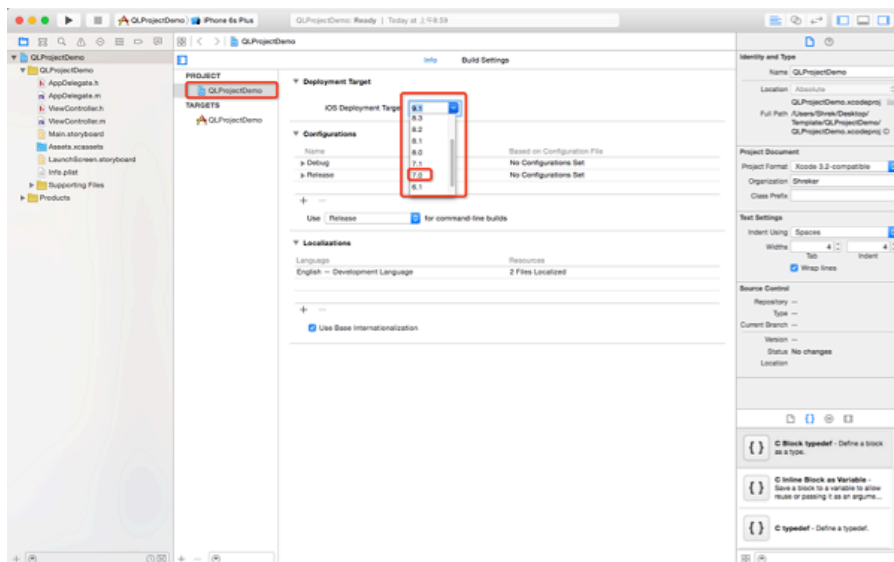 QLProjectDemo
iPhone 6s Plus
QLProjectDemo: Ready | Today at 上午8:59
QLProjectDemo
QLProjectDemo
QLProjectDemo
AppDelegate.h
AppDelegate.m
ViewController.h
ViewController.m
Main.storyboard
Assets.xcassets
LaunchScreen.storyboard
Info.plist
Supporting Files
Products
Info
Build Settings
PROJECT
QLProjectDemo
TARGETS
QLProjectDemo
Deployment Target
iOS Deployment Targe
9.1
8.3
8.2
8.1
8.0
7.1
7.0
6.1
Configurations
Name
Based on Configuration File
Debug
No Configurations Set
Release
No Configurations Set
Use Release for command-line builds
Localizations
Language
Resources
English — Development Language
2 Files Localized
Use Base Internationalization
Identity and Type
Name QLProjectDemo
Location Absolute
QLProjectDemo.xcodeproj
Full Path /Users/Shrek/Desktop/
Template/QLProjectDemo/
QLProjectDemo.xcodeproj
Project Document
Project Format Xcode 3.2-compatible
Organization Shrekar
Class Prefix
Text Settings
Indent Using Spaces
Widths 4 4
Tab Indent
Wrap lines
Source Control
Repository —
Type —
Current Branch —
Version —
Status No changes
Location
{ } C Block typedef - Define a block
as a type.
{ } C Inline Block as Variable -
Save a block to a variable to allow
reuse or passing it as an argume...
{ } C typedef - Define a typedef.